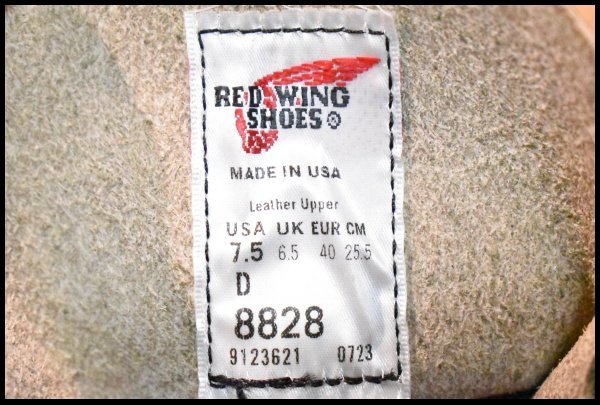 RED WING
SHOES®
MADE IN USA
Leather Upper
USA UK EUR CM
7.5 6.5 40 25.5
D
8828
9123621 0723